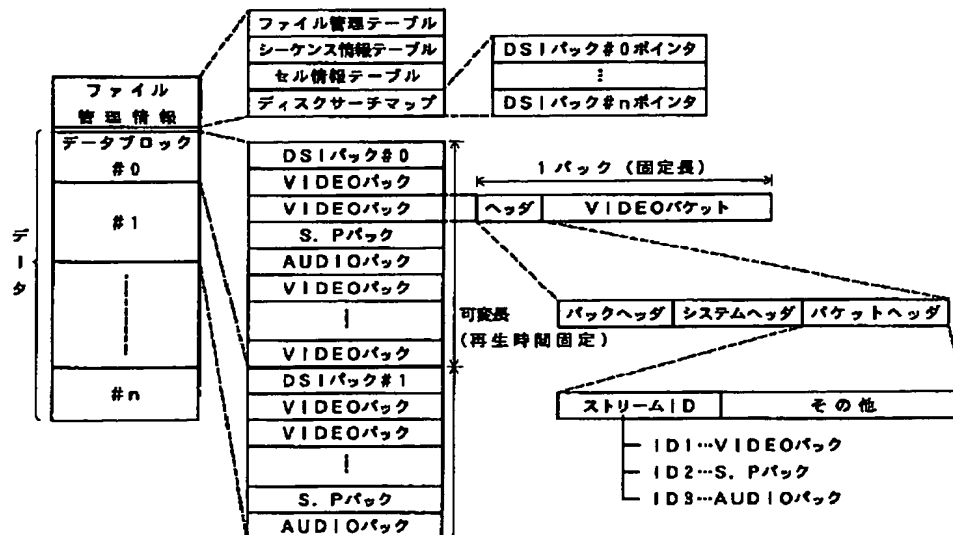 ファイル管理テーブル
シーケンス情報テーブル
セル情報テーブル
ディスクサーチマップ
DSIパック#0ポインタ
⋮
DSIパック#nポインタ
ファイル
管理情報
データブロック
#0
#1
#n
データ
DSIパック#0
VIDEOパック
VIDEOパック
S. Pパック
AUDIOパック
VIDEOパック
VIDEOパック
DSIパック#1
VIDEOパック
VIDEOパック
S. Pパック
AUDIOパック
可変長
(再生時間固定)
1パック (固定長)
ヘッダ
VIDEOパケット
パックヘッダ
システムヘッダ
パケットヘッダ
ストリームID
その他
ID1…VIDEOパック
ID2…S. Pパック
ID3…AUDIOパック